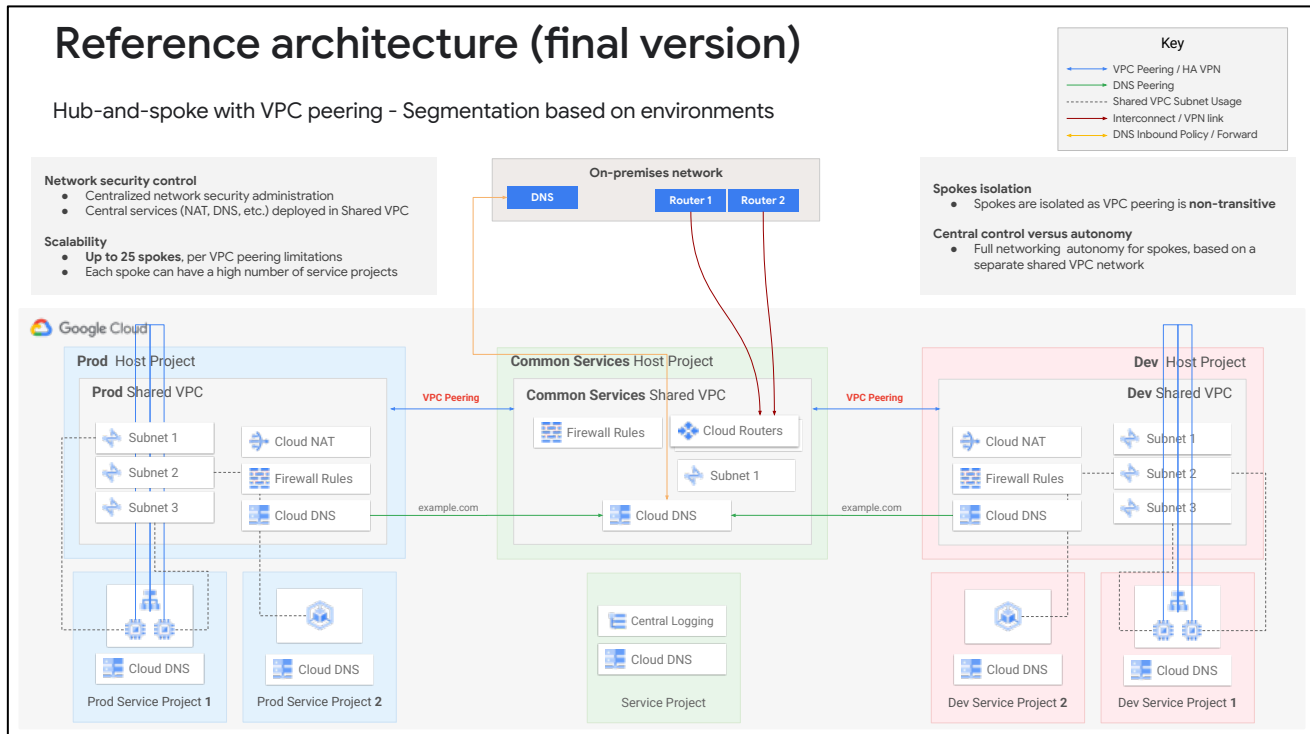 Reference architecture (final version)
Hub-and-spoke with VPC peering - Segmentation based on environments
Key
VPC Peering / HA VPN
DNS Peering
Shared VPC Subnet Usage
Interconnect / VPN link
DNS Inbound Policy / Forward
Network security control
● Centralized network security administration
● Central services (NAT, DNS, etc.) deployed in Shared VPC
Scalability
● Up to 25 spokes, per VPC peering limitations
● Each spoke can have a high number of service projects
On-premises network
DNS
Router 1
Router 2
Spokes isolation
● Spokes are isolated as VPC peering is non-transitive
Central control versus autonomy
● Full networking autonomy for spokes, based on a
separate shared VPC network
Google Cloud
Prod Host Project
Prod Shared VPC
Subnet 1
Subnet 2
Subnet 3
Cloud NAT
Firewall Rules
Cloud DNS
VPC Peering
example.com
Common Services Host Project
Common Services Shared VPC
Firewall Rules
Cloud Routers
Subnet 1
Cloud DNS
VPC Peering
example.com
Dev Host Project
Dev Shared VPC
Cloud NAT
Firewall Rules
Cloud DNS
Subnet 1
Subnet 2
Subnet 3
Cloud DNS
Prod Service Project 1
Cloud DNS
Prod Service Project 2
Central Logging
Cloud DNS
Service Project
Cloud DNS
Dev Service Project 2
Cloud DNS
Dev Service Project 1